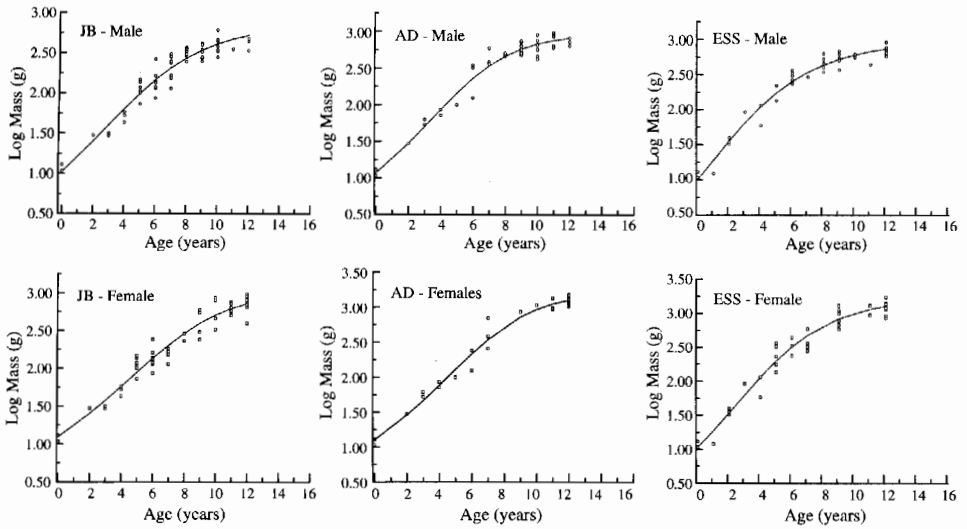 JB - Male
3.00
2.50
2.00
1.50
1.00
0.50
Log Mass (g)
0 2 4 6 8 10 12 14 16
Age (years)
AD - Male
3.00
2.50
2.00
1.50
1.00
0.50
Log Mass (g)
0 2 4 6 8 10 12 14 16
Age (years)
ESS - Male
3.00
2.50
2.00
1.50
1.00
0.50
Log Mass (g)
0 2 4 6 8 10 12 14 16
Age (years)
JB - Female
3.00
2.50
2.00
1.50
1.00
0.50
Log Mass (g)
0 2 4 6 8 10 12 14 16
Age (years)
AD - Females
3.50
3.00
2.50
2.00
1.50
1.00
0.50
Log Mass (g)
0 2 4 6 8 10 12 14 16
Age (years)
ESS - Female
3.50
3.00
2.50
2.00
1.50
1.00
0.50
Log Mass (g)
0 2 4 6 8 10 12 14 16
Age (years)